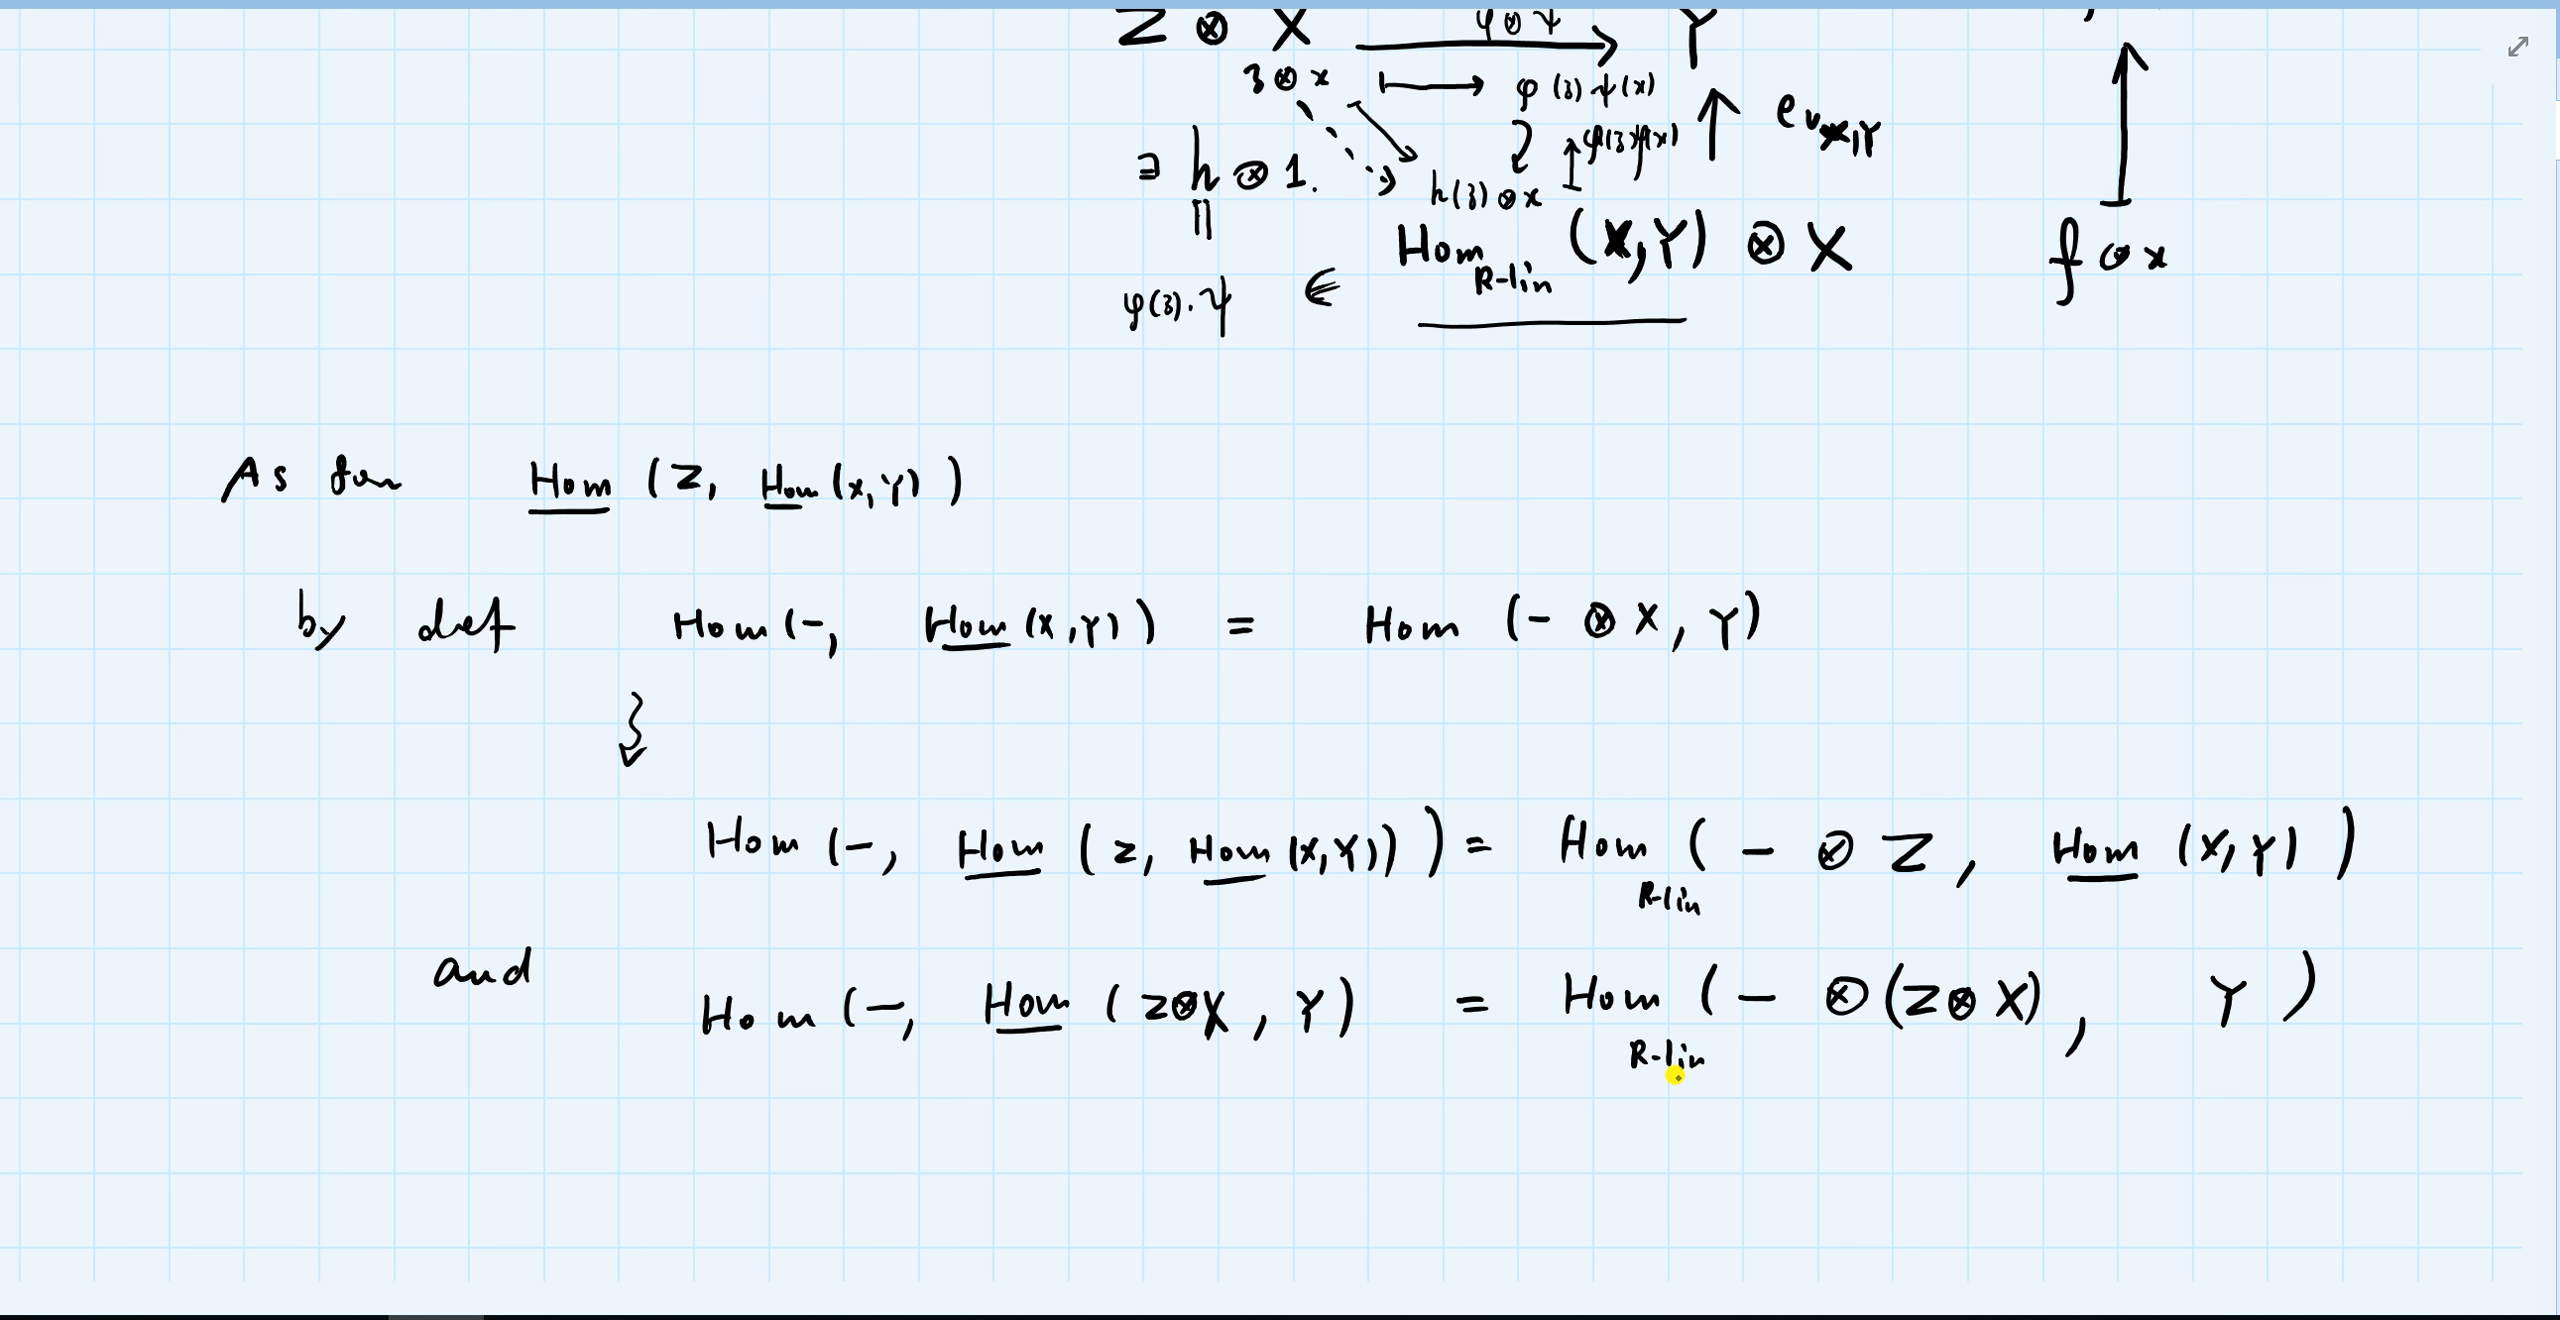 Z ⊗ X φ⊗ψ Y
z ⊗ x ⟼ φ(z)ψ(x)
∃ h ⊗ 1. φ(z)ψ(x) ↑ ev_{X,Y}
|| h(z) ⊗ x
Hom_{R-lin} (X,Y) ⊗ X f ⊗ x
φ(z).ψ ∈
As for <u>Hom</u> (Z, <u>Hom</u>(X,Y))
by def Hom(-, <u>Hom</u>(X,Y)) = Hom (- ⊗ X, Y)
Hom (-, <u>Hom</u> (Z, <u>Hom</u> (X,Y))) = Hom_{R-lin} (- ⊗ Z, <u>Hom</u> (X,Y))
and
Hom (-, <u>Hom</u> (Z⊗X, Y) = Hom_{R-lin} (- ⊗(Z⊗X), Y)